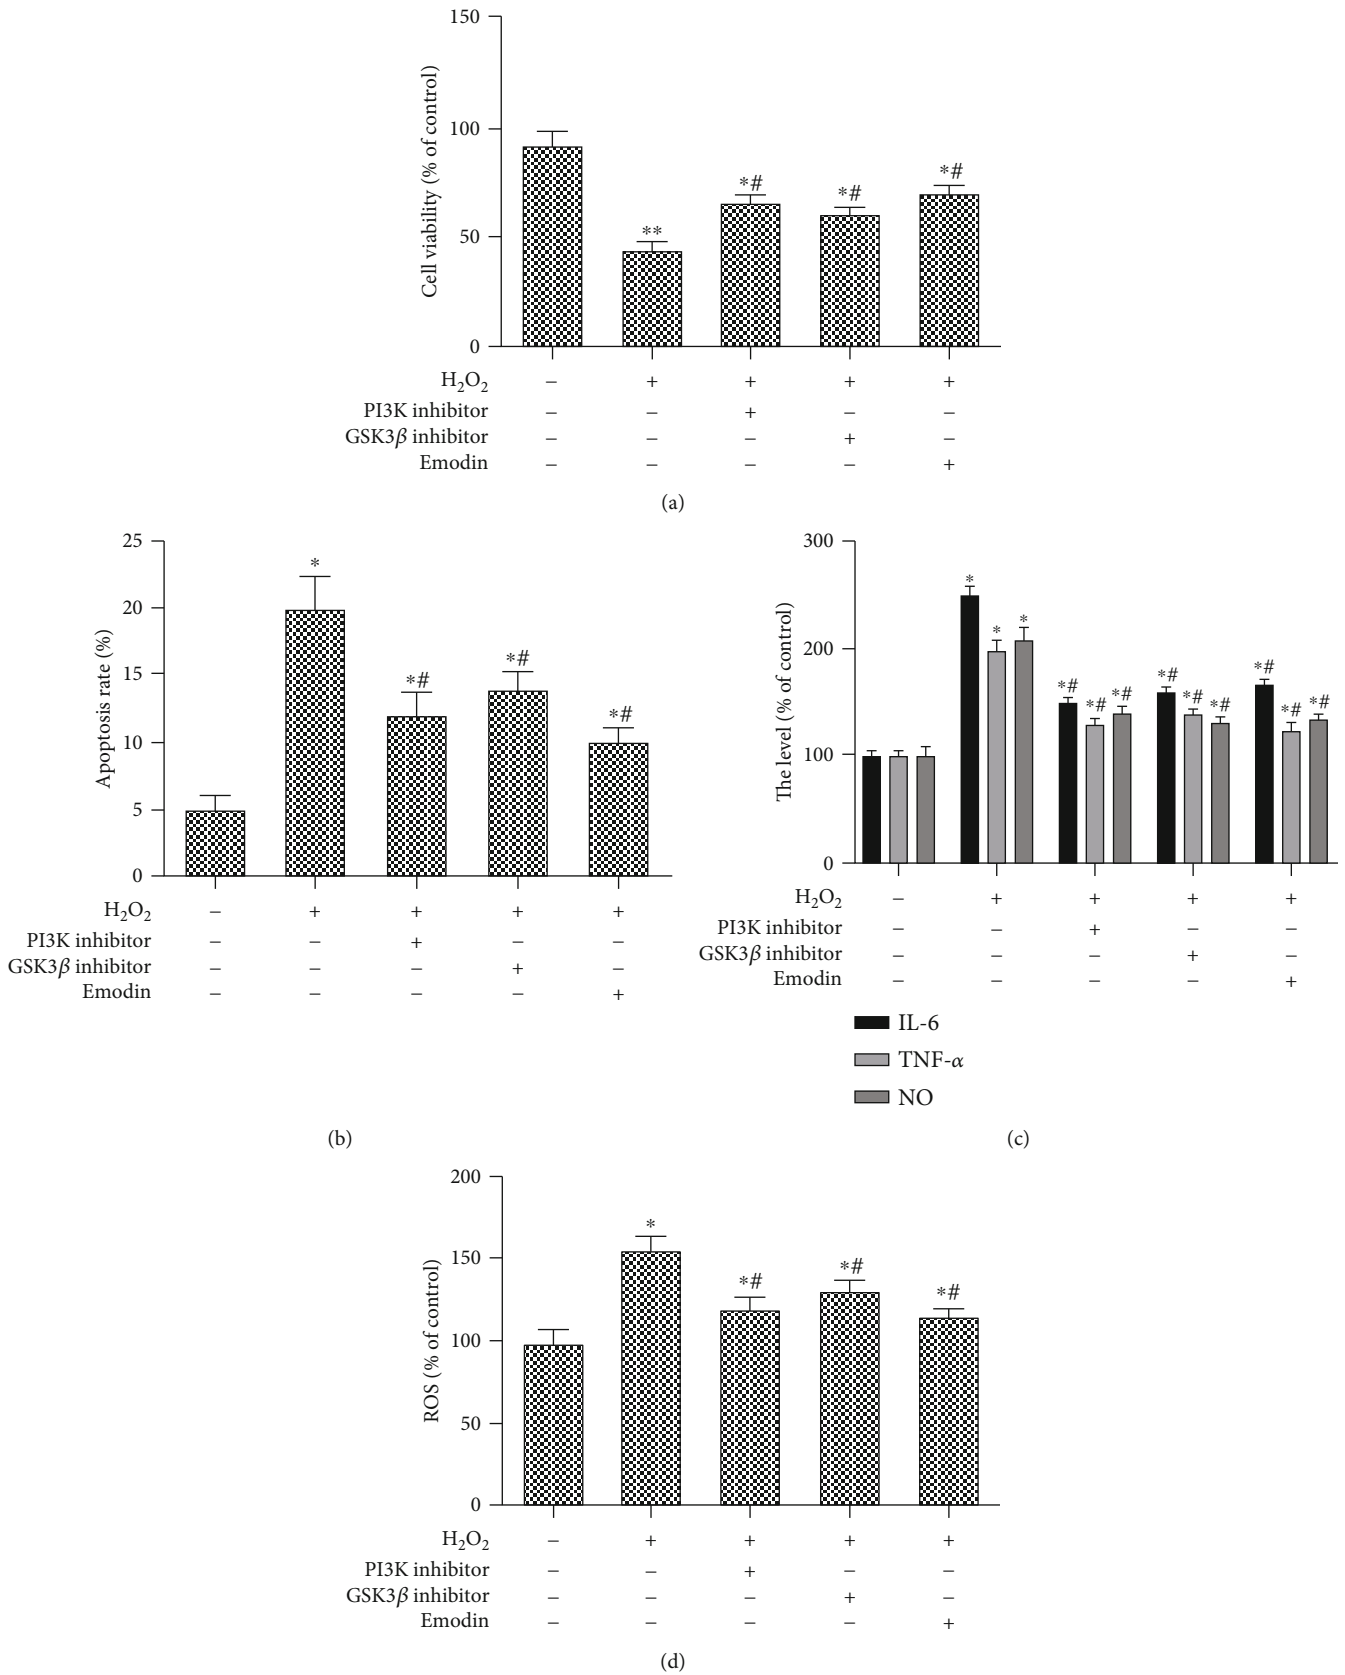 150
100
50
0
Cell viability (% of control)
**
*#
*#
*#
H₂O₂ − + + + +
PI3K inhibitor − − + − −
GSK3β inhibitor − − − + −
Emodin − − − − +
(a)
25
20
15
10
5
0
Apoptosis rate (%)
*
*#
*#
*#
H₂O₂ − + + + +
PI3K inhibitor − − + − −
GSK3β inhibitor − − − + −
Emodin − − − − +
(b)
300
200
100
0
The level (% of control)
* * *
*# *# *#
*# *# *#
*# *# *#
H₂O₂ − + + + +
PI3K inhibitor − − + − −
GSK3β inhibitor − − − + −
Emodin − − − − +
IL-6
TNF-α
NO
(c)
200
150
100
50
0
ROS (% of control)
*
*#
*#
*#
H₂O₂ − + + + +
PI3K inhibitor − − + − −
GSK3β inhibitor − − − + −
Emodin − − − − +
(d)